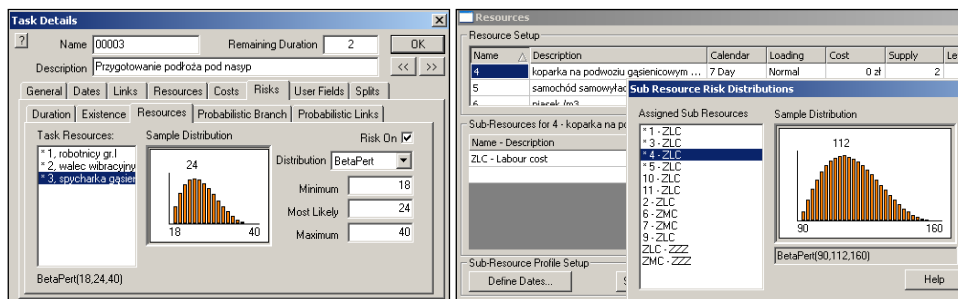 Task Details
? Name 00003 Remaining Duration 2 OK
Description Przygotowanie podłoża pod nasyp << >>
General Dates Links Resources Costs Risks User Fields Splits
Duration Existence Resources Probabilistic Branch Probabilistic Links
Task Resources: Sample Distribution Risk On
* 1, robotnicy gr.I
* 2, walec wibracyjny
* 3, spycharka gąsier
24
18 40
Distribution BetaPert
Minimum 18
Most Likely 24
Maximum 40
BetaPert(18,24,40)
Resources
Resource Setup
Name Description Calendar Loading Cost Supply Le
4 koparka na podwoziu gąsienicowym ... 7 Day Normal 0 zł 2
5 samochód samowyład
6 piasek /m3
Sub-Resources for 4 - koparka na po
Name - Description
ZLC - Labour cost
Sub-Resource Profile Setup
Define Dates...
Sub Resource Risk Distributions
Assigned Sub Resources Sample Distribution
* 1 - ZLC
* 3 - ZLC
* 4 - ZLC
* 5 - ZLC
10 - ZLC
11 - ZLC
2 - ZLC
6 - ZMC
7 - ZMC
9 - ZLC
ZLC - ZZZ
ZMC - ZZZ
112
90 160
BetaPert(90,112,160)
Help